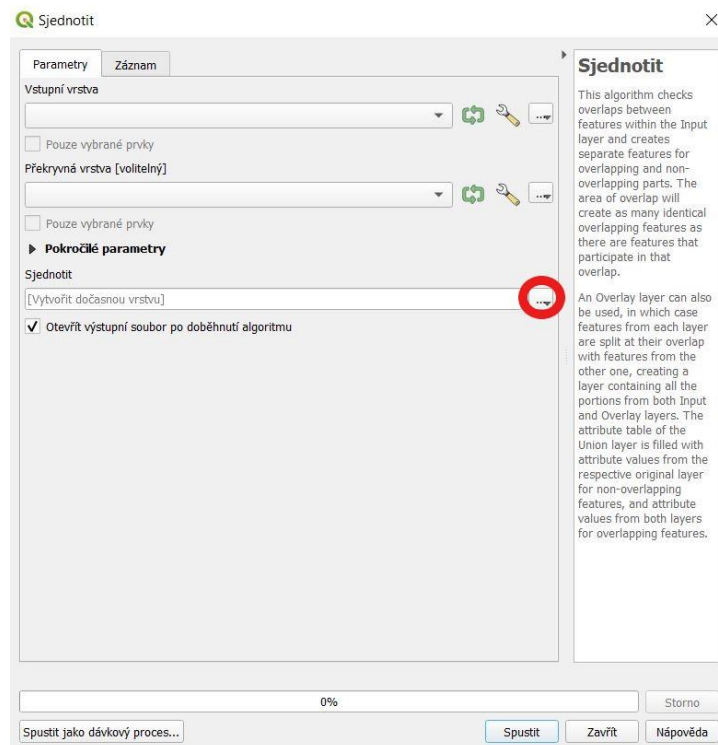 Sjednotit
Parametry
Záznam
Vstupní vrstva
Pouze vybrané prvky
Překryvná vrstva [volitelný]
Pouze vybrané prvky
Pokročilé parametry
Sjednotit
[Vytvořit dočasnou vrstvu]
Otevřít výstupní soubor po doběhnutí algoritmu
Sjednotit
This algorithm checks
overlaps between
features within the Input
layer and creates
separate features for
overlapping and non-
overlapping parts. The
area of overlap will
create as many identical
overlapping features as
there are features that
participate in that
overlap.
An Overlay layer can also
be used, in which case
features from each layer
are split at their overlap
with features from the
other one, creating a
layer containing all the
portions from both Input
and Overlay layers. The
attribute table of the
Union layer is filled with
attribute values from the
respective original layer
for non-overlapping
features, and attribute
values from both layers
for overlapping features.
0%
Storno
Spustit jako dávkový proces...
Spustit
Zavřít
Nápověda